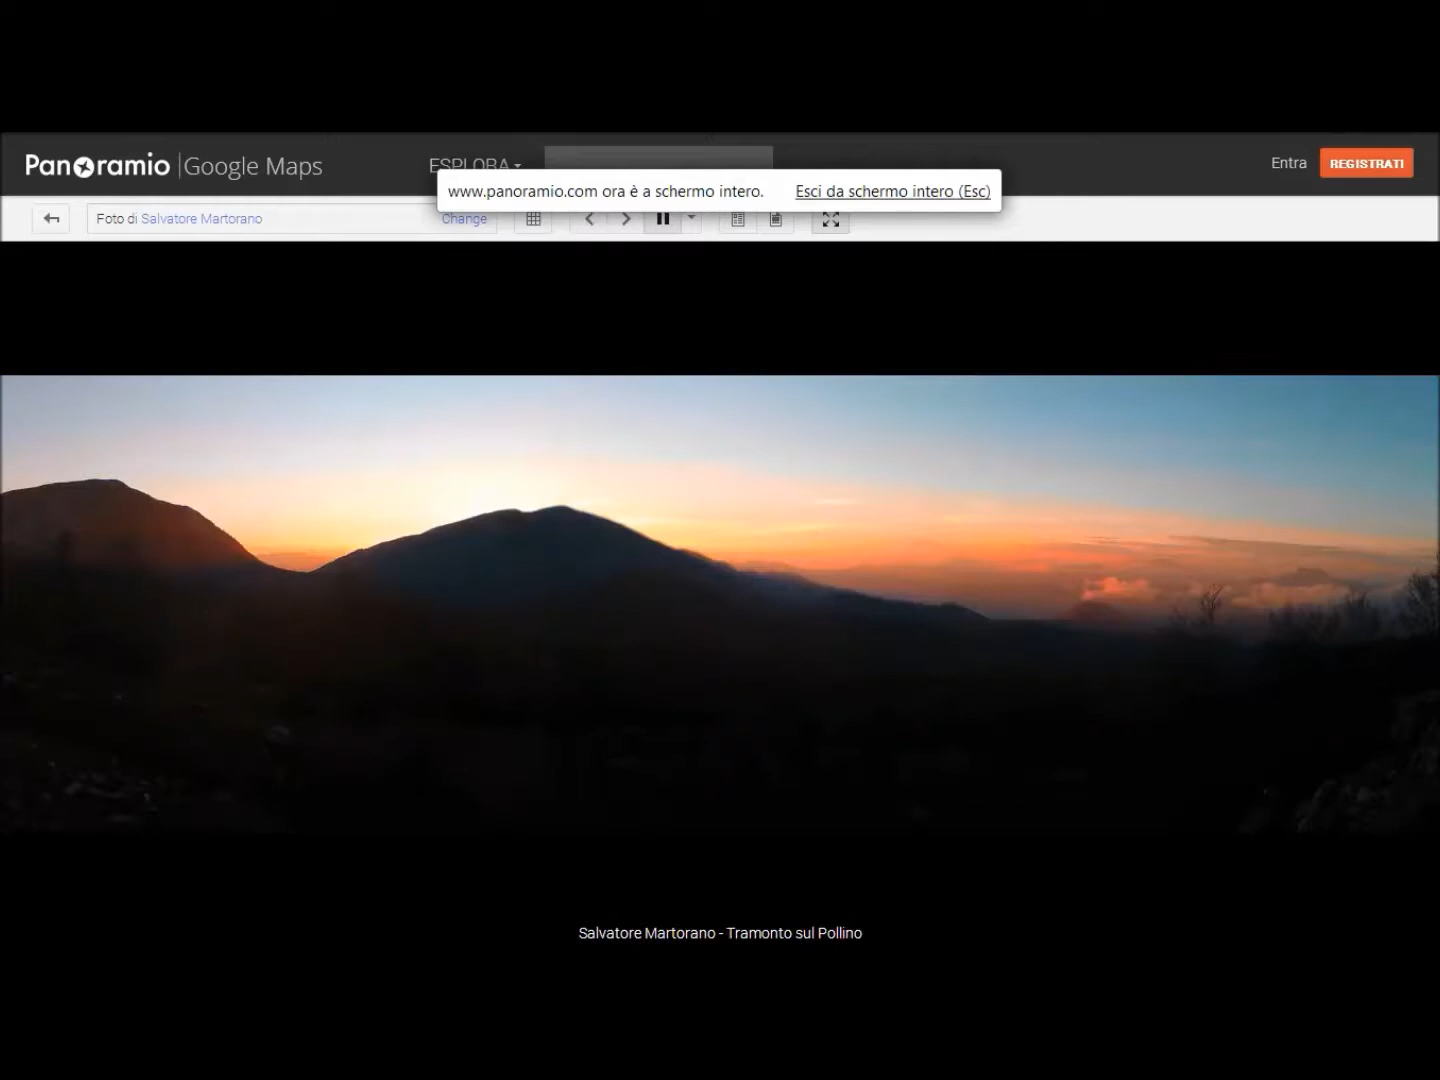 Panoramio | Google Maps
ESPLORA
Entra
REGISTRATI
www.panoramio.com ora è a schermo intero.
Esci da schermo intero (Esc)
Foto di Salvatore Martorano
Change
Salvatore Martorano - Tramonto sul Pollino